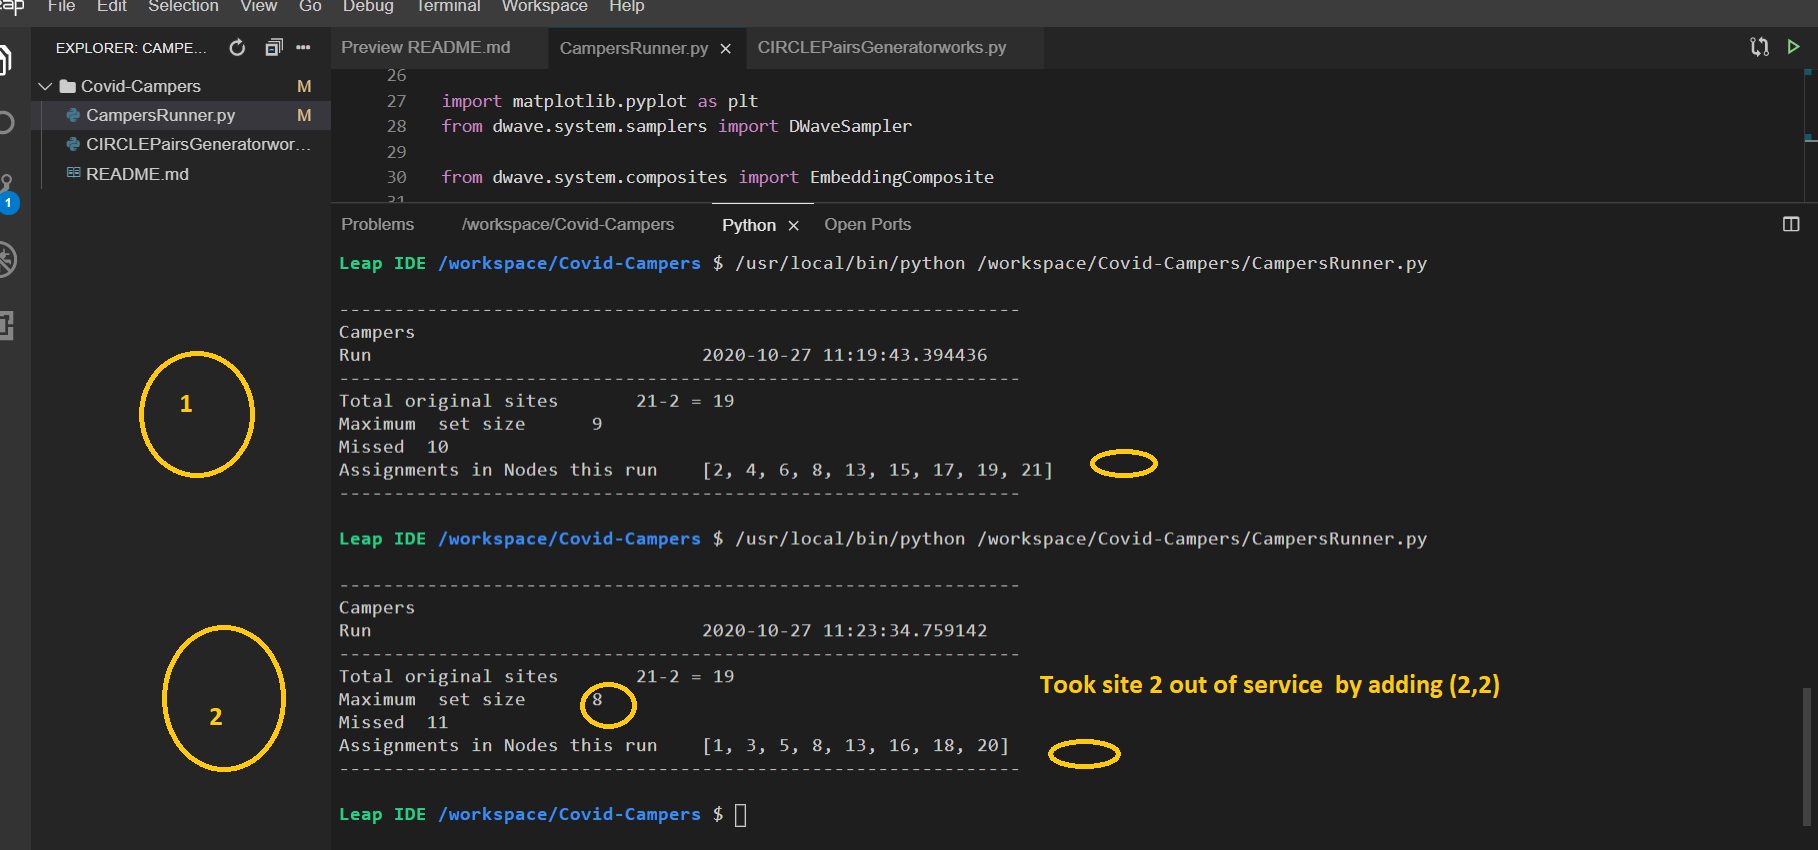 eap File Edit Selection View Go Debug Terminal Workspace Help
EXPLORER: CAMPE...
Preview README.md CampersRunner.py × CIRCLEPairsGeneratorworks.py
Covid-Campers M
CampersRunner.py M
CIRCLEPairsGeneratorwor...
README.md
1
26
27 import matplotlib.pyplot as plt
28 from dwave.system.samplers import DWaveSampler
29
30 from dwave.system.composites import EmbeddingComposite
31
Problems /workspace/Covid-Campers Python × Open Ports
Leap IDE /workspace/Covid-Campers $ /usr/local/bin/python /workspace/Covid-Campers/CampersRunner.py
--------------------------------------------------------------
Campers
Run 2020-10-27 11:19:43.394436
--------------------------------------------------------------
Total original sites 21-2 = 19
Maximum set size 9
Missed 10
Assignments in Nodes this run [2, 4, 6, 8, 13, 15, 17, 19, 21]
--------------------------------------------------------------
1
Leap IDE /workspace/Covid-Campers $ /usr/local/bin/python /workspace/Covid-Campers/CampersRunner.py
--------------------------------------------------------------
Campers
Run 2020-10-27 11:23:34.759142
--------------------------------------------------------------
Total original sites 21-2 = 19
Maximum set size 8
Missed 11
Assignments in Nodes this run [1, 3, 5, 8, 13, 16, 18, 20]
--------------------------------------------------------------
2
Took site 2 out of service by adding (2,2)
Leap IDE /workspace/Covid-Campers $